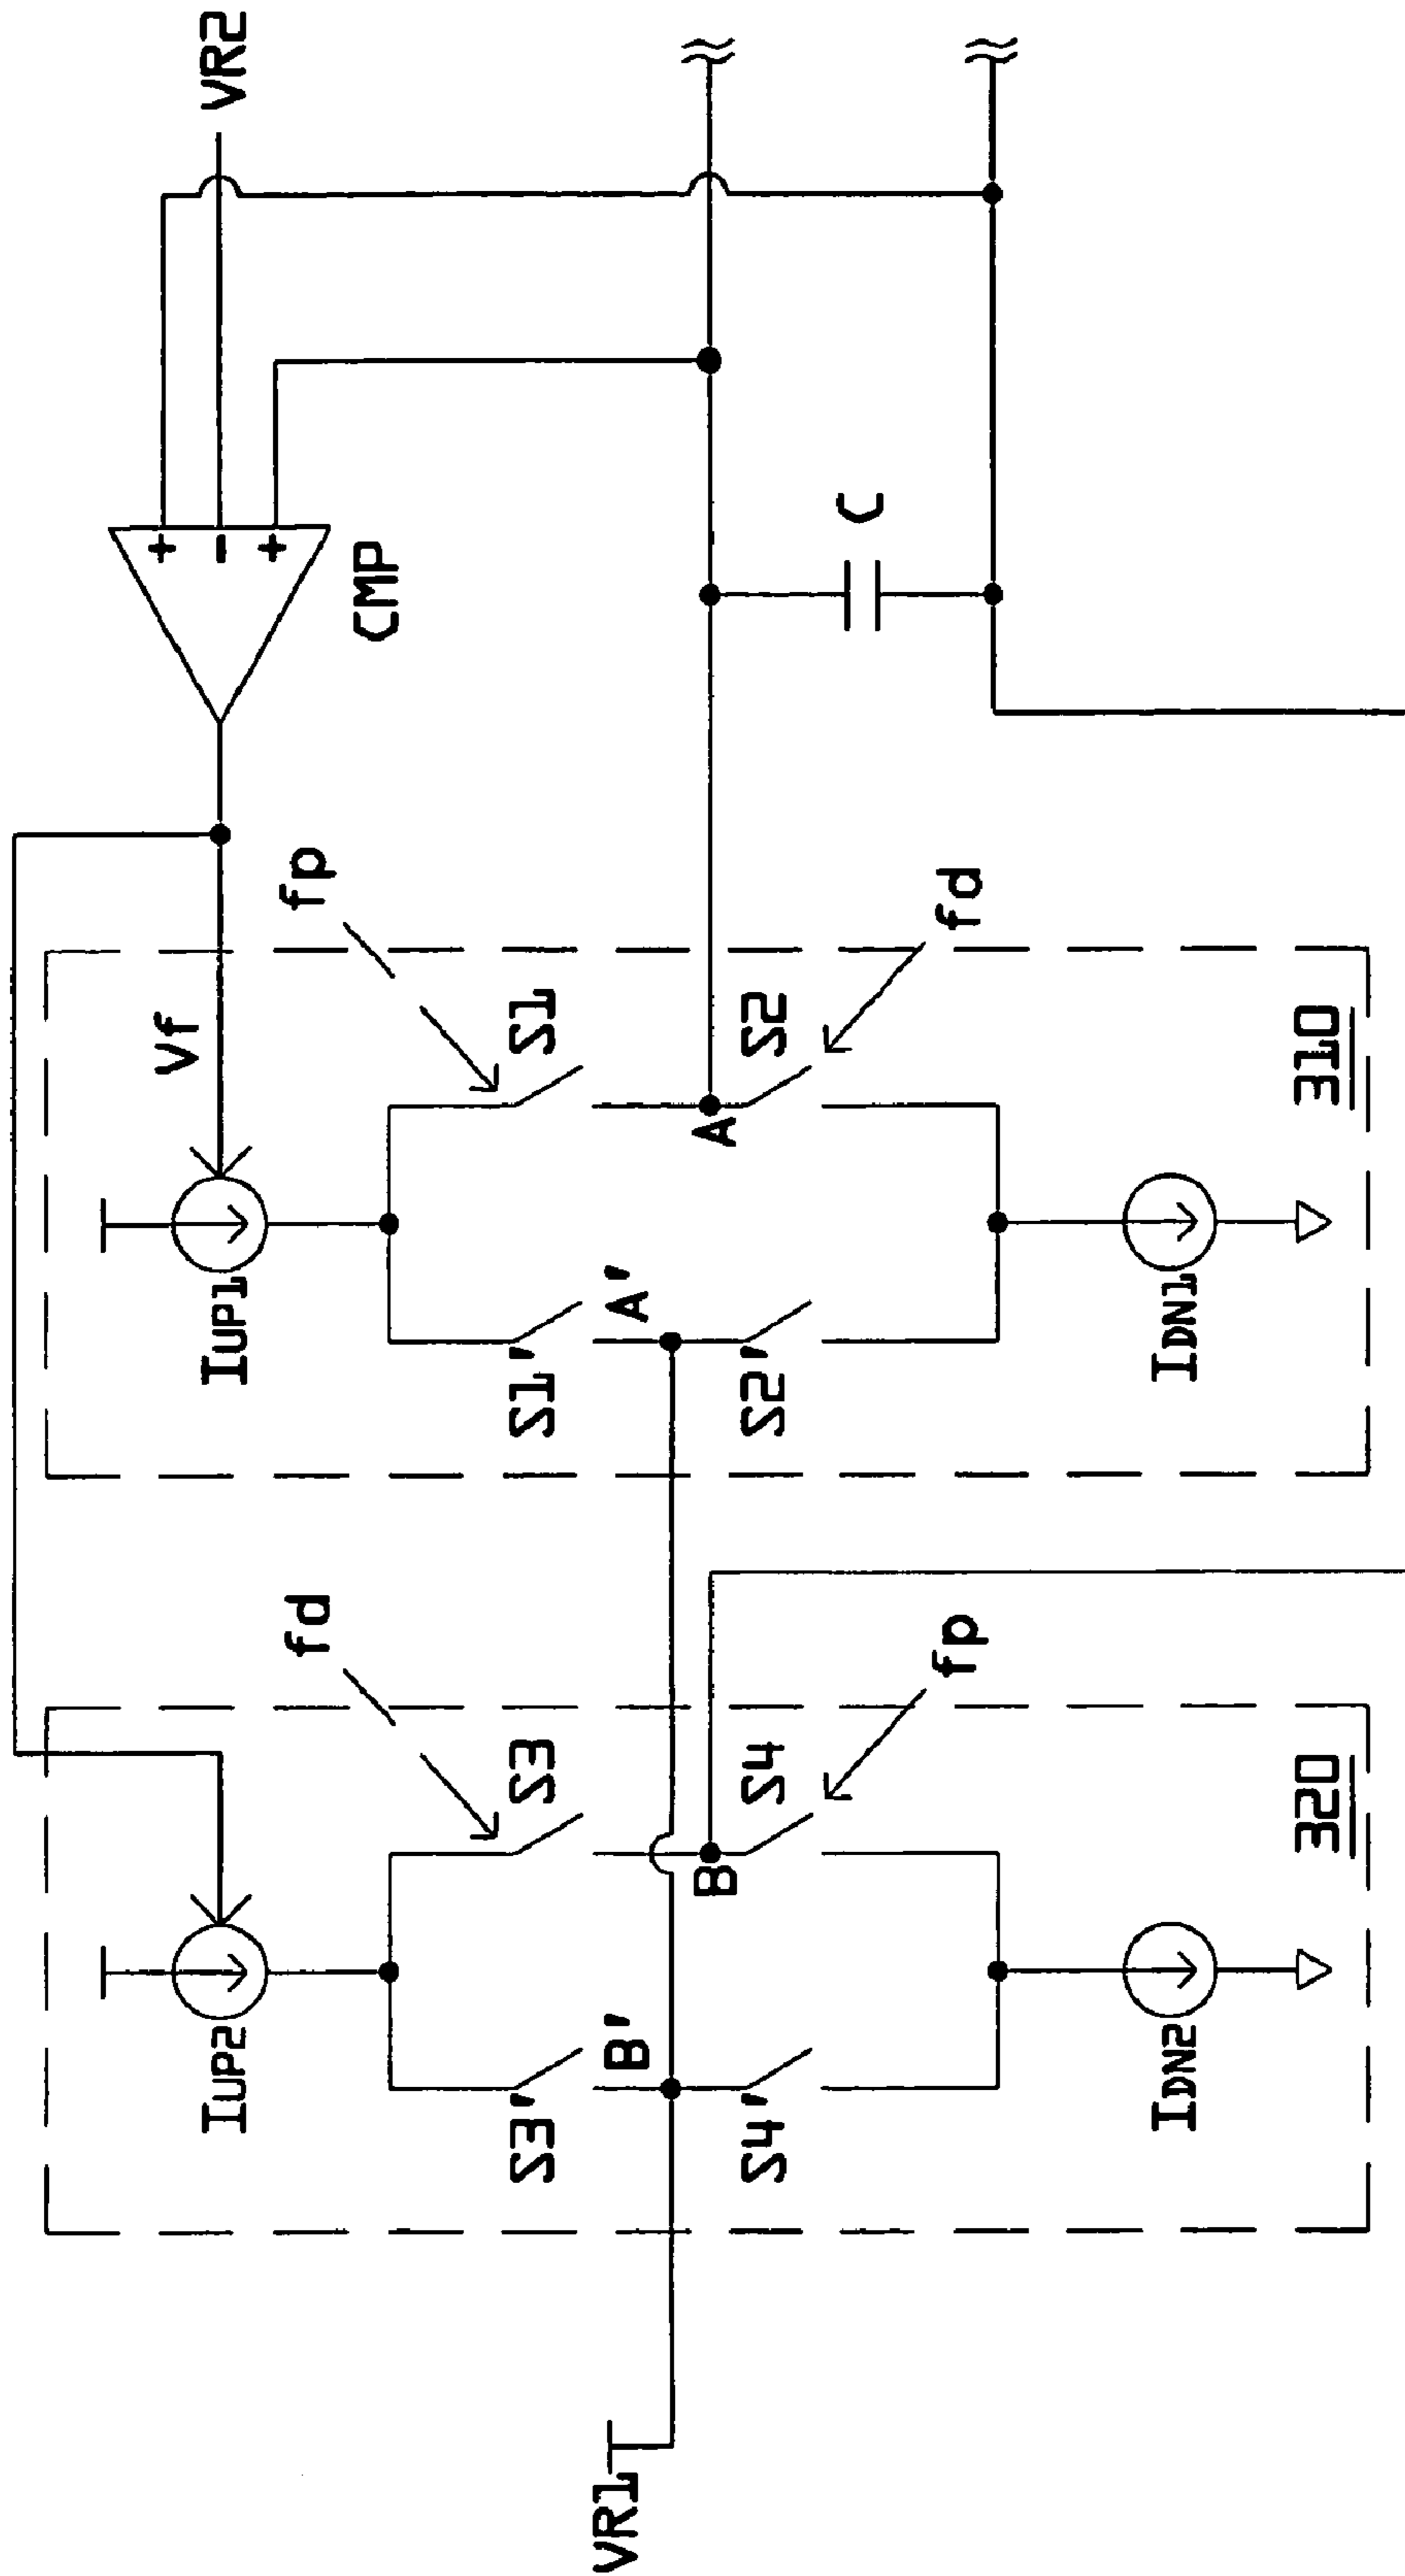 VR2
CMP
fp
fd
Vf
S1
S2
C
A
310
IUP1
S1'
A'
S2'
IDN1
fd
fp
S3
S4
B
320
IUP2
S3'
B'
S4'
IDN2
VR1
+
-
+